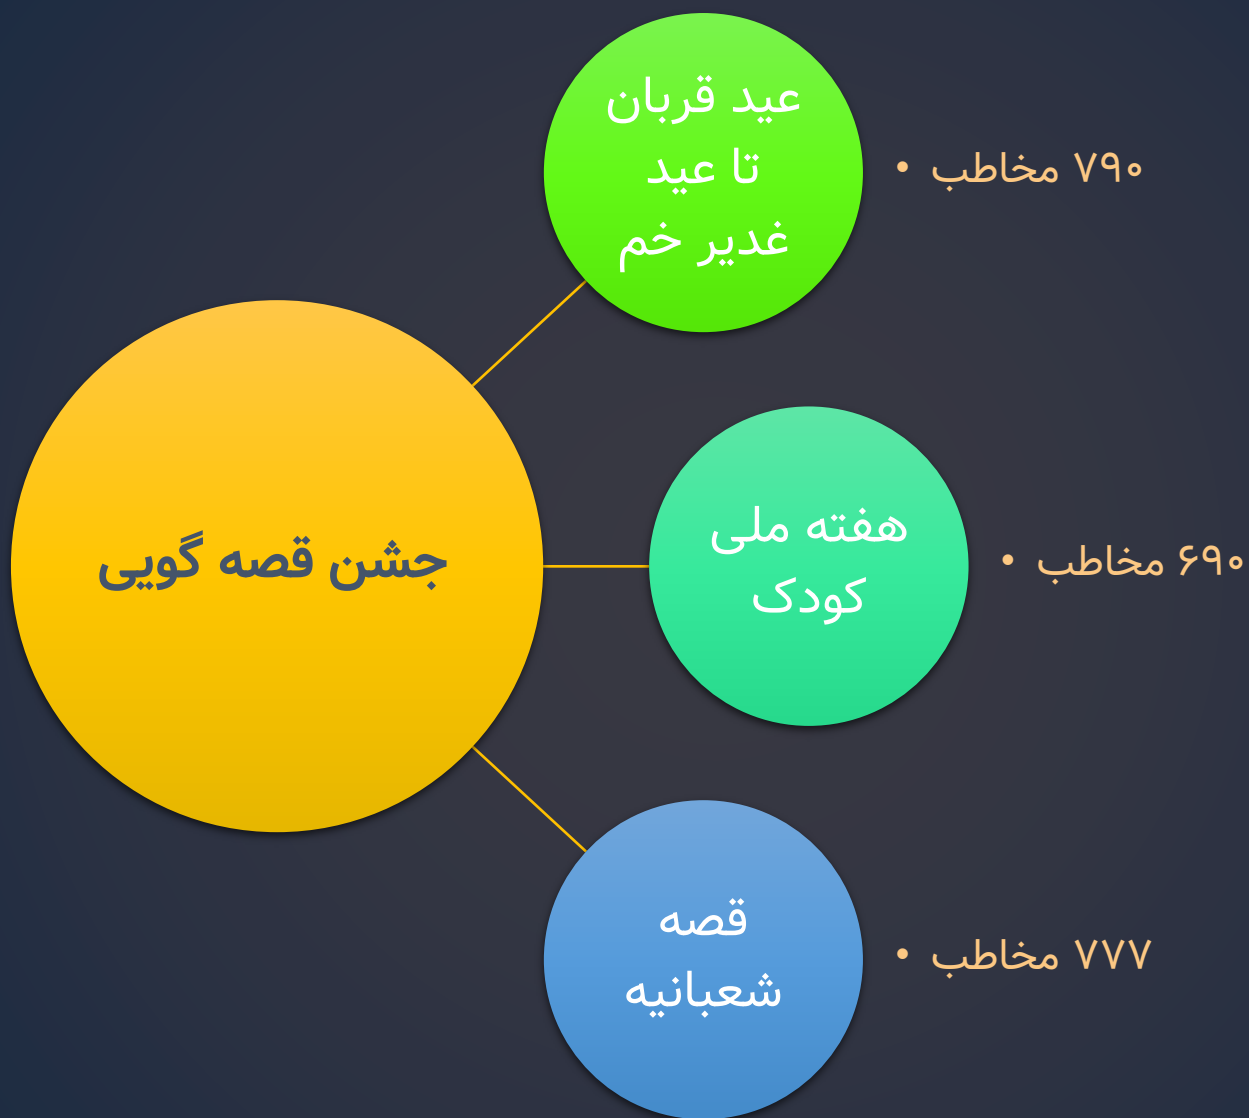 عید قربان
تا عید
غدیر خم
• ۷۹۰ مخاطب
جشن قصه گویی
هفته ملی
کودک
• ۶۹۰ مخاطب
قصه
شعبانیه
• ۷۷۷ مخاطب